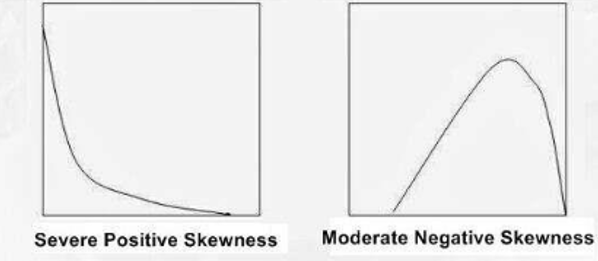 Severe Positive Skewness
Moderate Negative Skewness